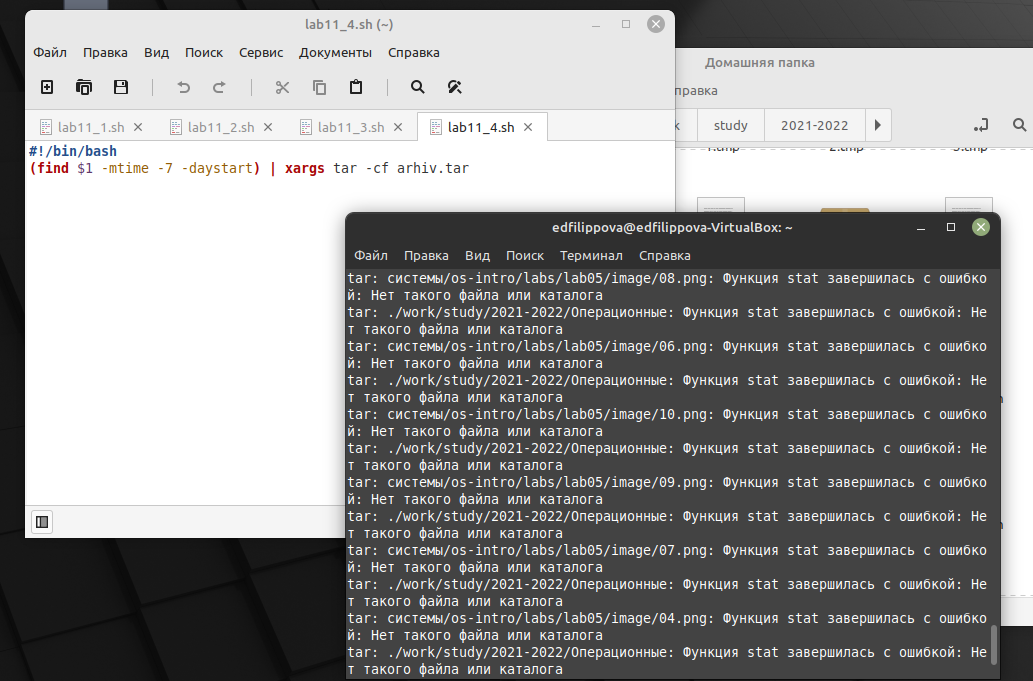 lab11_4.sh (~)
Файл Правка Вид Поиск Сервис Документы Справка
lab11_1.sh
lab11_2.sh
lab11_3.sh
lab11_4.sh
#!/bin/bash
(find $1 -mtime -7 -daystart) | xargs tar -cf arhiv.tar
Домашняя папка
правка
k study 2021-2022
1.tmp 2.tmp 3.tmp
edfilippova@edfilippova-VirtualBox: ~
Файл Правка Вид Поиск Терминал Справка
tar: системы/os-intro/labs/lab05/image/08.png: Функция stat завершилась с ошибко
й: Нет такого файла или каталога
tar: ./work/study/2021-2022/Операционные: Функция stat завершилась с ошибкой: Не
т такого файла или каталога
tar: системы/os-intro/labs/lab05/image/06.png: Функция stat завершилась с ошибко
й: Нет такого файла или каталога
tar: ./work/study/2021-2022/Операционные: Функция stat завершилась с ошибкой: Не
т такого файла или каталога
tar: системы/os-intro/labs/lab05/image/10.png: Функция stat завершилась с ошибко
й: Нет такого файла или каталога
tar: ./work/study/2021-2022/Операционные: Функция stat завершилась с ошибкой: Не
т такого файла или каталога
tar: системы/os-intro/labs/lab05/image/09.png: Функция stat завершилась с ошибко
й: Нет такого файла или каталога
tar: ./work/study/2021-2022/Операционные: Функция stat завершилась с ошибкой: Не
т такого файла или каталога
tar: системы/os-intro/labs/lab05/image/07.png: Функция stat завершилась с ошибко
й: Нет такого файла или каталога
tar: ./work/study/2021-2022/Операционные: Функция stat завершилась с ошибкой: Не
т такого файла или каталога
tar: системы/os-intro/labs/lab05/image/04.png: Функция stat завершилась с ошибко
й: Нет такого файла или каталога
tar: ./work/study/2021-2022/Операционные: Функция stat завершилась с ошибкой: Не
т такого файла или каталога